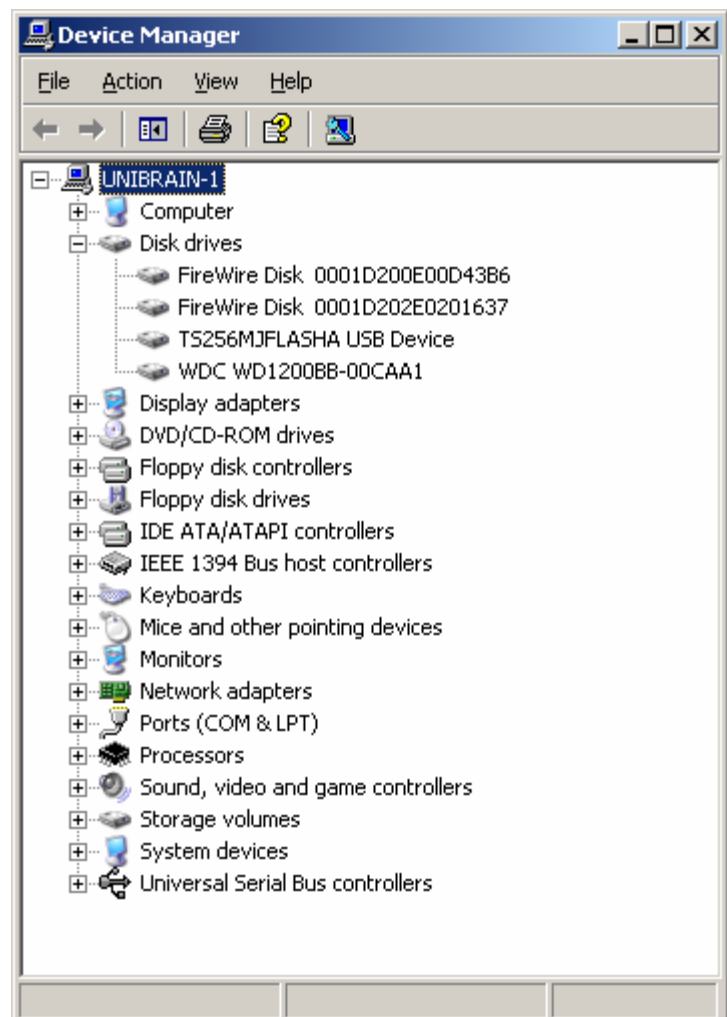 Device Manager
File Action View Help
UNIBRAIN-1
Computer
Disk drives
FireWire Disk 0001D200E00D43B6
FireWire Disk 0001D202E0201637
TS256MJFLASHA USB Device
WDC WD1200BB-00CAA1
Display adapters
DVD/CD-ROM drives
Floppy disk controllers
Floppy disk drives
IDE ATA/ATAPI controllers
IEEE 1394 Bus host controllers
Keyboards
Mice and other pointing devices
Monitors
Network adapters
Ports (COM & LPT)
Processors
Sound, video and game controllers
Storage volumes
System devices
Universal Serial Bus controllers